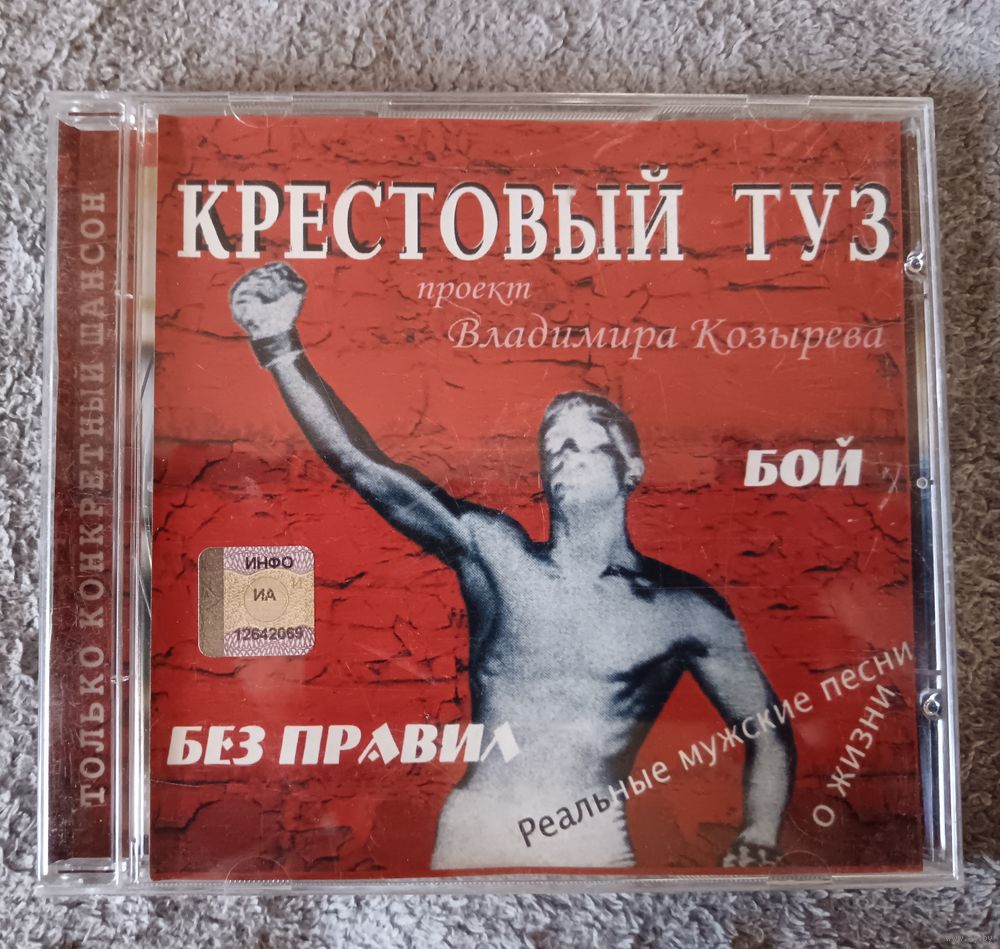 ТОЛЬКО КОНКРЕТНЫЙ ШАНСОН
КРЕСТОВЫЙ ТУЗ
проект
Владимира Козырева
БОЙ
ИНФО
ИА
12642069
БЕЗ ПРАВИЛ
Реальные мужские песни
о жизни